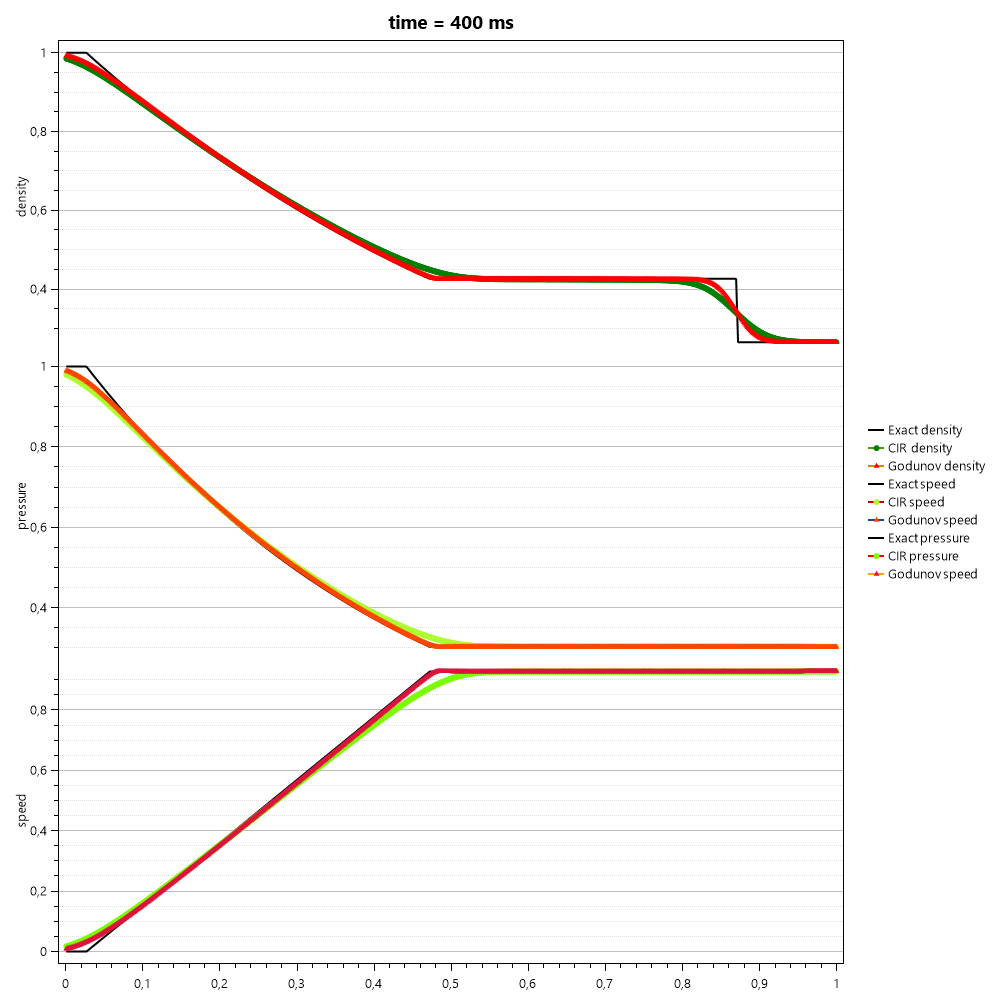 time = 400 ms
density
1
0,8
0,6
0,4
pressure
1
0,8
0,6
0,4
speed
0,8
0,6
0,4
0,2
0
0 0,1 0,2 0,3 0,4 0,5 0,6 0,7 0,8 0,9 1
Exact density
CIR density
Godunov density
Exact speed
CIR speed
Godunov speed
Exact pressure
CIR pressure
Godunov speed